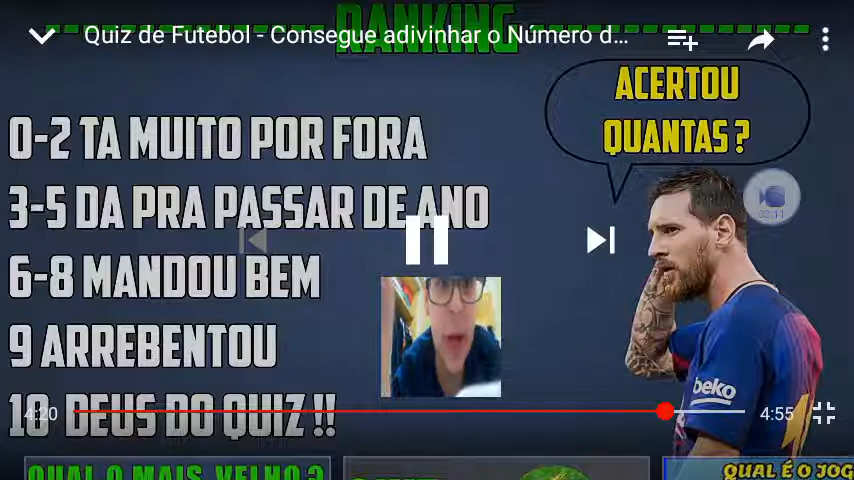 RANKING
Quiz de Futebol - Consegue adivinhar o Número d...
ACERTOU
QUANTAS ?
0-2 TA MUITO POR FORA
3-5 DA PRA PASSAR DE ANO
03:11
6-8 MANDOU BEM
9 ARREBENTOU
beko
4:20
4:55
10 DEUS DO QUIZ !!
QUAL O MAIS VELHO ?
QUAL É O JOG